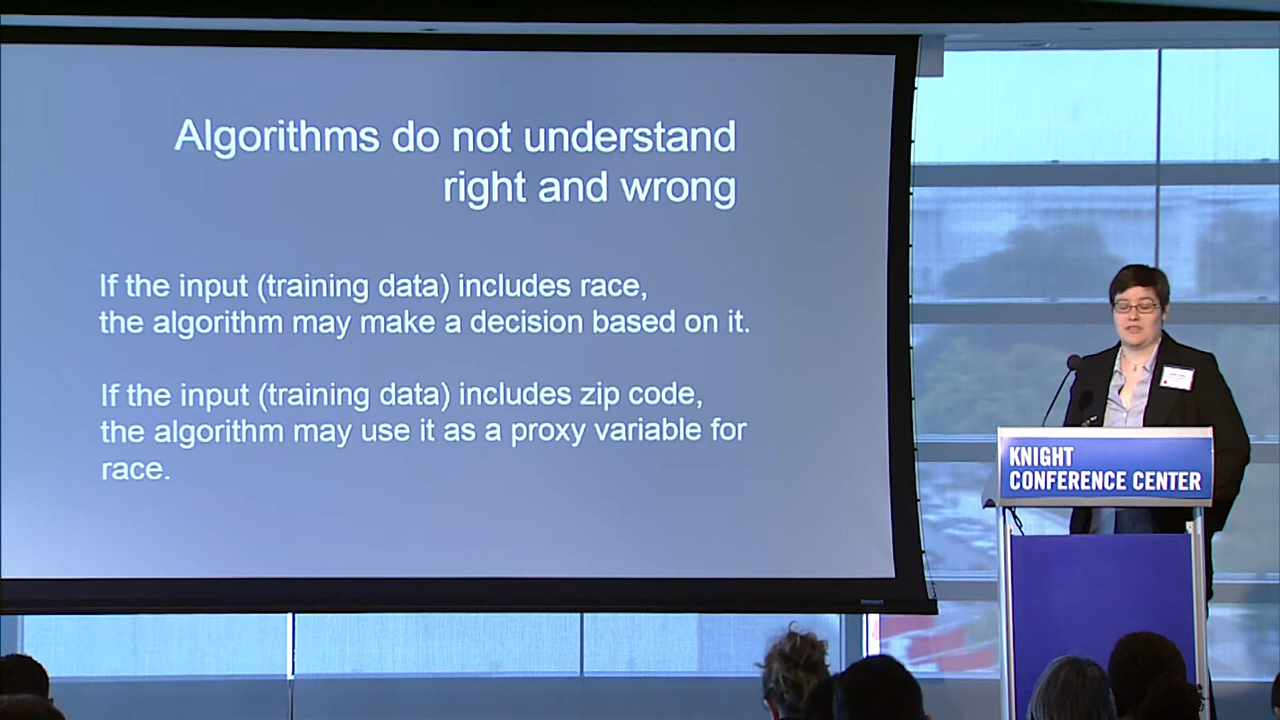 Algorithms do not understand
right and wrong
If the input (training data) includes race,
the algorithm may make a decision based on it.
If the input (training data) includes zip code,
the algorithm may use it as a proxy variable for
race.
KNIGHT
CONFERENCE CENTER